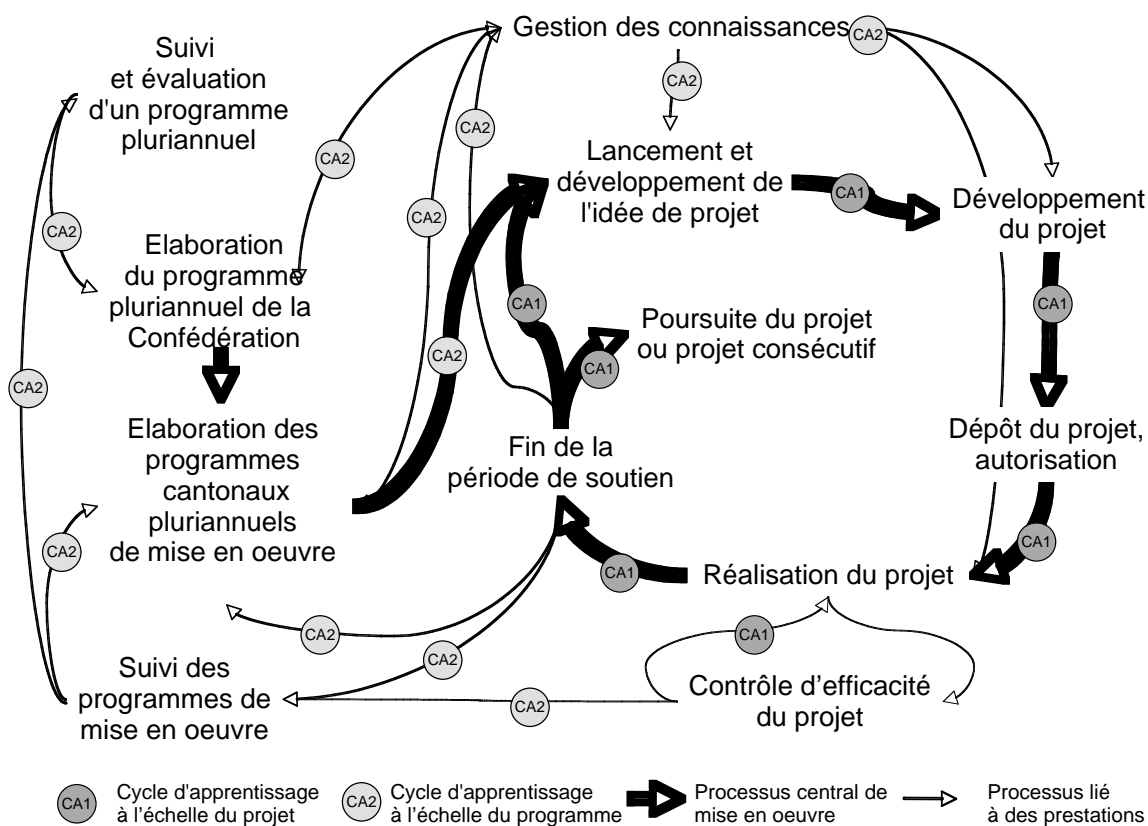 Gestion des connaissances
CA2
Suivi
et évaluation
d'un programme
pluriannuel
CA2
CA2
CA2
CA2
Lancement et
développement de
l'idée de projet
CA1
Développement
du projet
CA2
CA2
Elaboration
du programme
pluriannuel de la
Confédération
CA1
CA1
Poursuite du projet
ou projet consécutif
CA2
CA1
CA2
Elaboration des
programmes
cantonaux
pluriannuels
de mise en oeuvre
Fin de la
période de soutien
Dépôt du projet,
autorisation
CA2
CA1
CA1
Réalisation du projet
CA2
CA1
CA2
Suivi des
programmes de
mise en oeuvre
CA2
Contrôle d’efficacité
du projet
CA1
Cycle d'apprentissage
à l'échelle du projet
CA2
Cycle d'apprentissage
à l'échelle du programme
Processus central de
mise en oeuvre
Processus lié
à des prestations